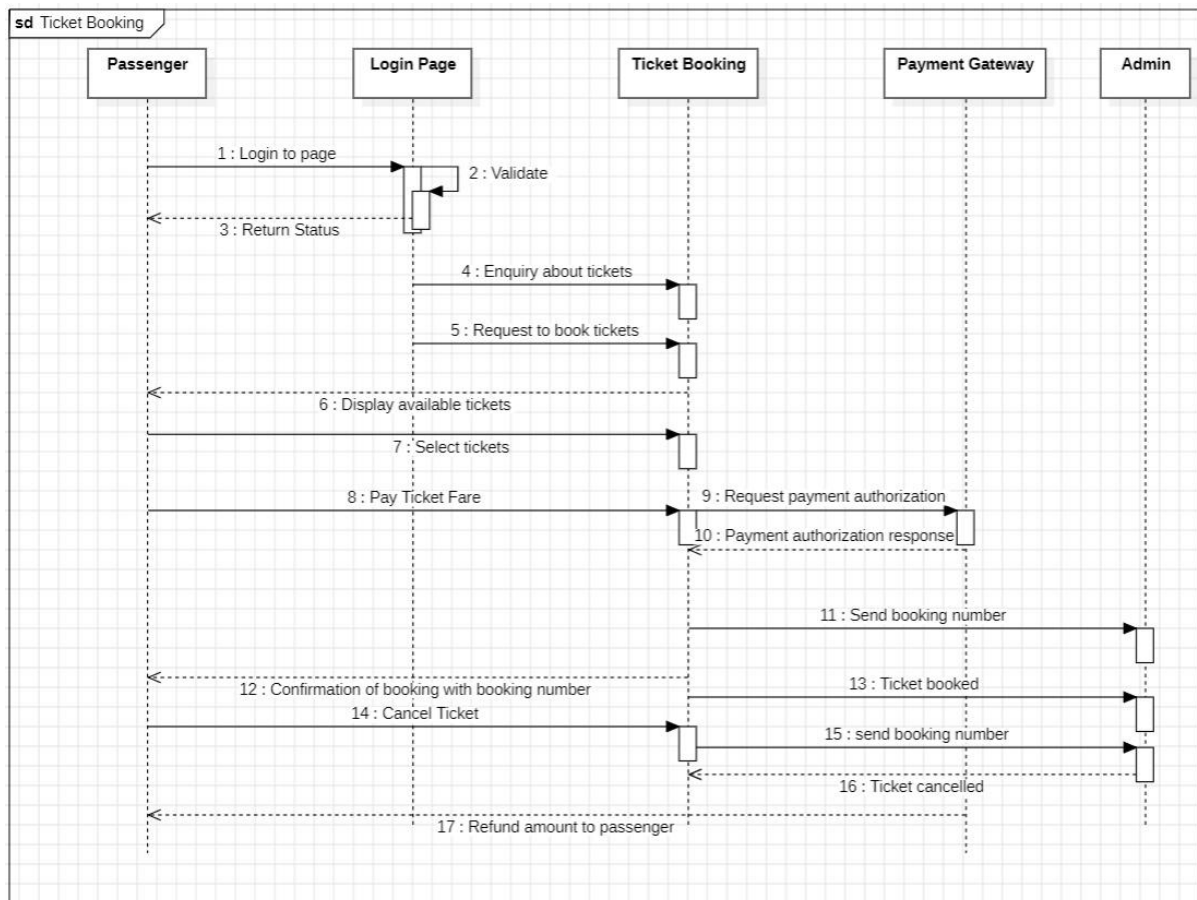 sd Ticket Booking
Passenger
Login Page
Ticket Booking
Payment Gateway
Admin
1 : Login to page
2 : Validate
3 : Return Status
4 : Enquiry about tickets
5 : Request to book tickets
6 : Display available tickets
7 : Select tickets
8 : Pay Ticket Fare
9 : Request payment authorization
10 : Payment authorization response
11 : Send booking number
12 : Confirmation of booking with booking number
13 : Ticket booked
14 : Cancel Ticket
15 : send booking number
16 : Ticket cancelled
17 : Refund amount to passenger